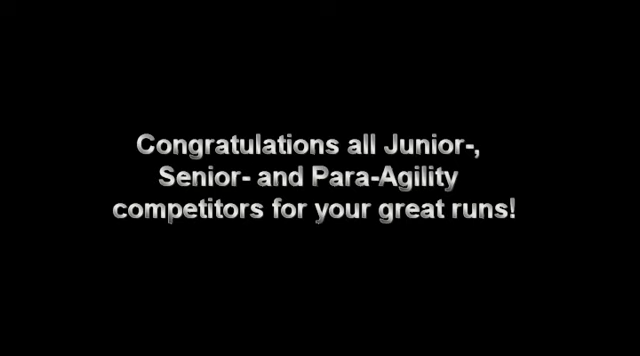 Congratulations all Junior-,
Senior- and Para-Agility
competitors for your great runs!